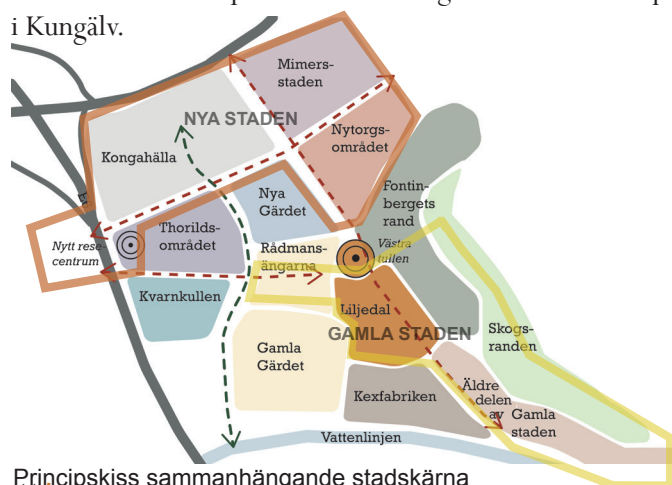 i Kungälv.
Mimers-
staden
NYA STADEN
Nytorgs-
området
Kongahälla
Fontin-
bergets
rand
Nya
Gärdet
Thorilds-
området
Nytt rese-
centrum
Rådmans-
ängarna
Västra
tullen
Kvarnkullen
Liljedal
GAMLA STADEN
Skogs-
randen
Gamla
Gärdet
Kexfabriken
Äldre
delen
av Gamla
staden
Vattenlinjen
Principskiss sammanhängande stadskärna